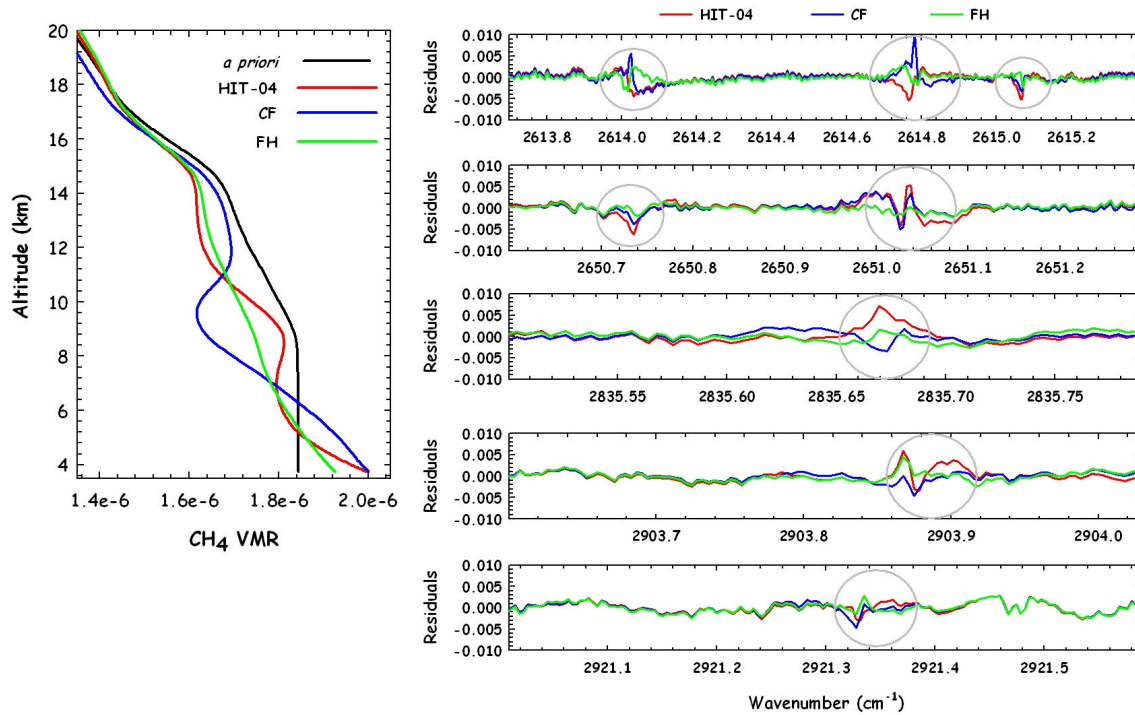 20
18
16
14
12
10
8
6
4
Altitude (km)
a priori
HIT-04
CF
FH
1.4e-6 1.6e-6 1.8e-6 2.0e-6
CH4 VMR
HIT-04 CF FH
Residuals
0.010
0.005
0.000
-0.005
-0.010
2613.8 2614.0 2614.2 2614.4 2614.6 2614.8 2615.0 2615.2
Residuals
0.010
0.005
0.000
-0.005
-0.010
2650.7 2650.8 2650.9 2651.0 2651.1 2651.2
Residuals
0.010
0.005
0.000
-0.005
-0.010
2835.55 2835.60 2835.65 2835.70 2835.75
Residuals
0.010
0.005
0.000
-0.005
-0.010
2903.7 2903.8 2903.9 2904.0
Residuals
0.010
0.005
0.000
-0.005
-0.010
2921.1 2921.2 2921.3 2921.4 2921.5
Wavenumber (cm⁻¹)